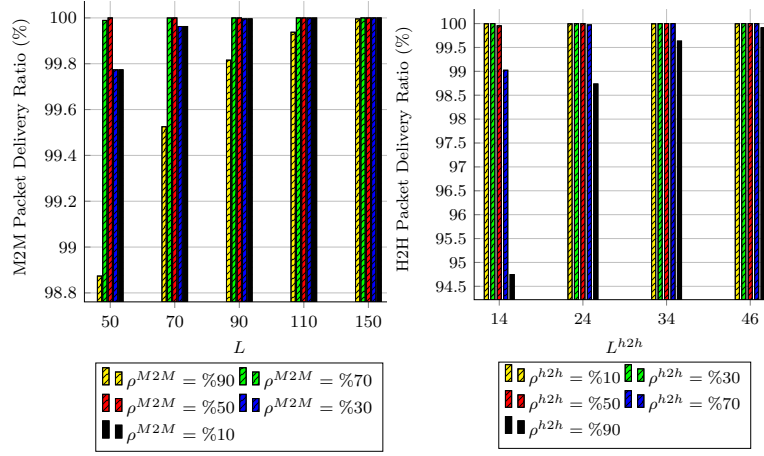 M2M Packet Delivery Ratio (%)
100
99.8
99.6
99.4
99.2
99
98.8
50 70 90 110 150
L
ρ^{M2M} = %90 ρ^{M2M} = %70
ρ^{M2M} = %50 ρ^{M2M} = %30
ρ^{M2M} = %10
H2H Packet Delivery Ratio (%)
100
99.5
99
98.5
98
97.5
97
96.5
96
95.5
95
94.5
14 24 34 46
L^{h2h}
ρ^{h2h} = %10 ρ^{h2h} = %30
ρ^{h2h} = %50 ρ^{h2h} = %70
ρ^{h2h} = %90